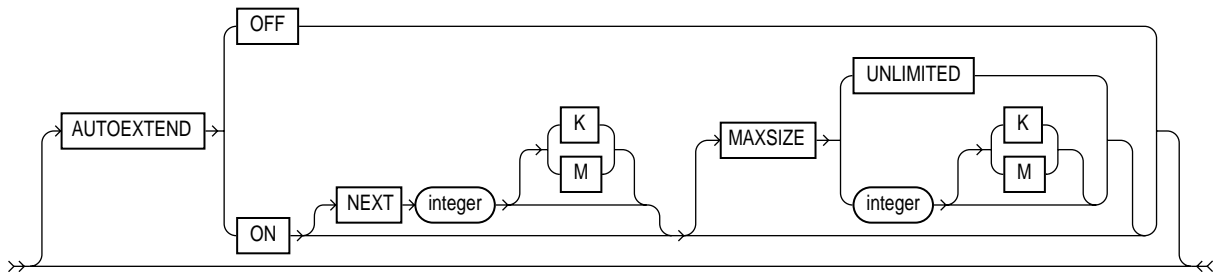 OFF
UNLIMITED
AUTOEXTEND
K
M
MAXSIZE
K
M
NEXT
integer
integer
ON